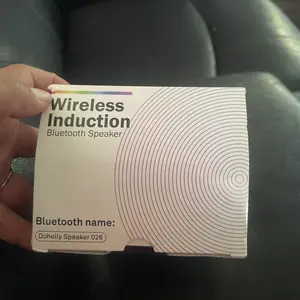 Wireless
Induction
Bluetooth Speaker
Bluetooth name:
Dohelly Speaker 026